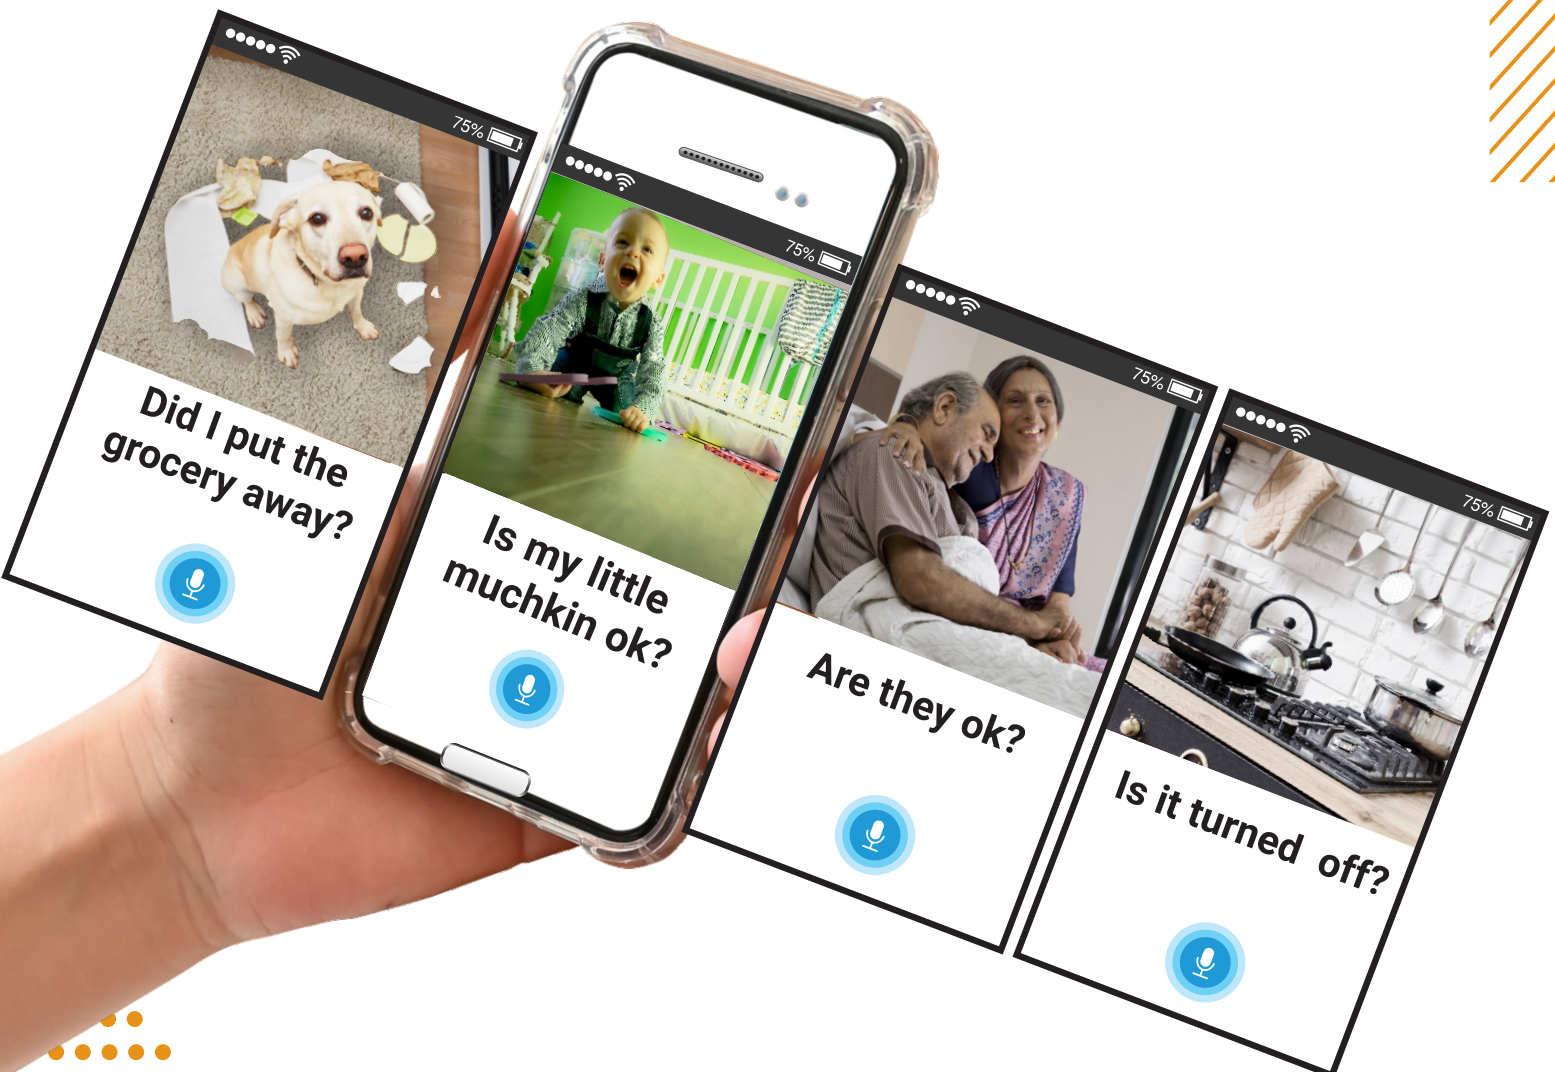 75%
Did I put the
grocery away?
75%
Is my little
muchkin ok?
75%
Are they ok?
75%
Is it turned off?